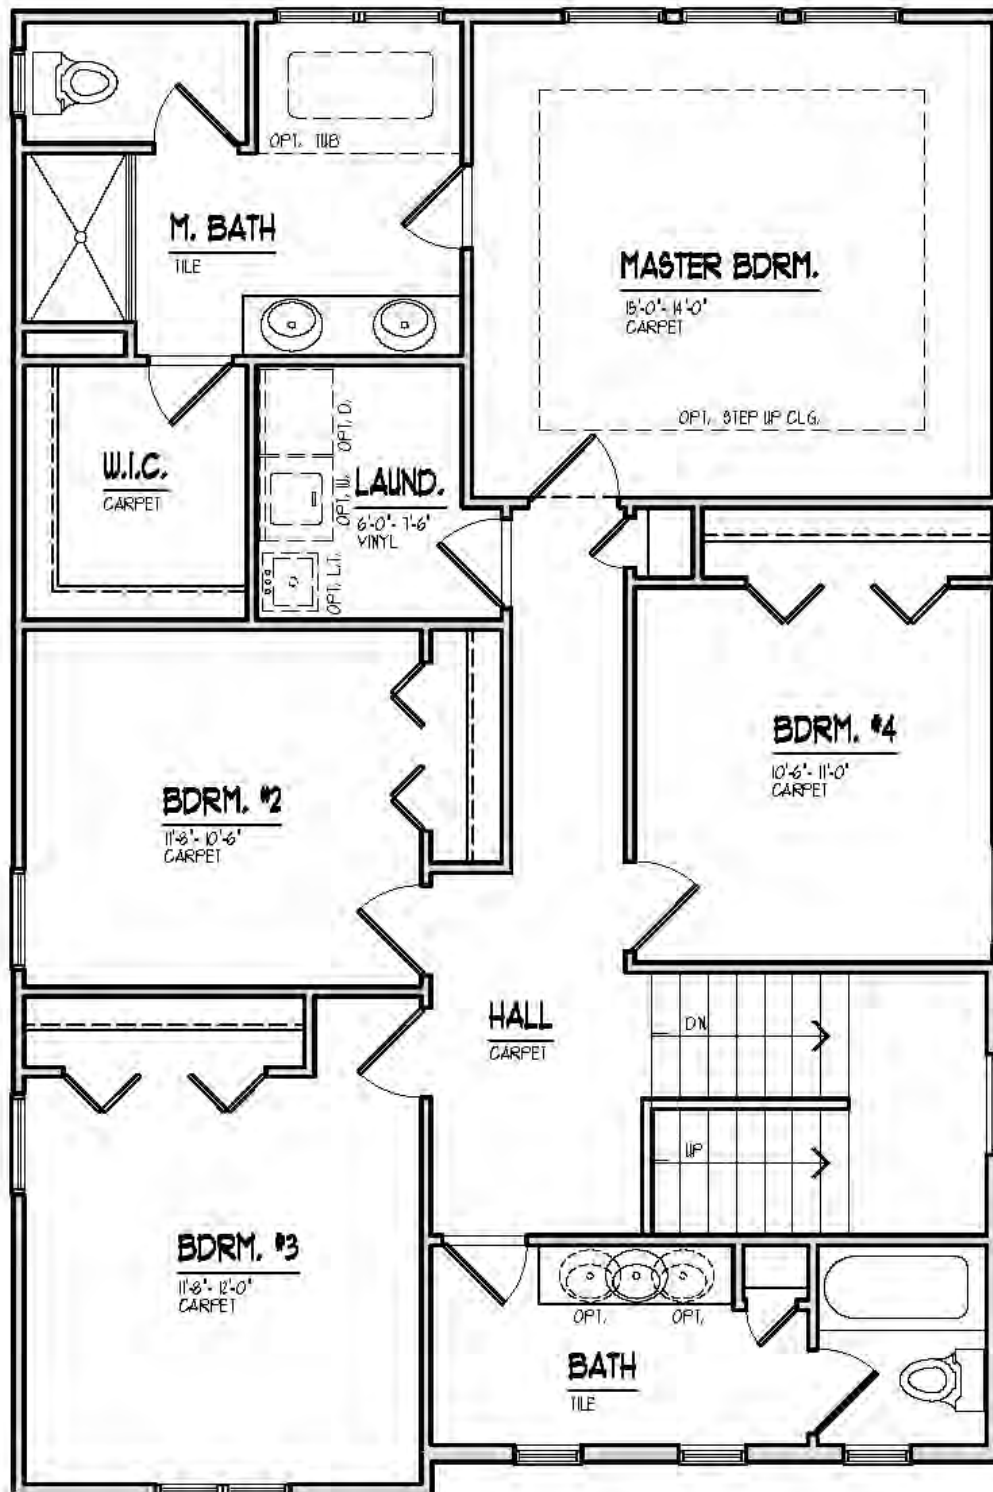 OPT. TUB
M. BATH
TILE
MASTER BDRM.
15'-0"- 14'-0"
CARPET
OPT. STEP UP CLG.
W.I.C.
CARPET
OPT. D.
OPT. W.
OPT. L.T.
LAUND.
6'-0"- 7'-6"
VINYL
BDRM. #4
10'-6"- 11'-0"
CARPET
BDRM. #2
11'-8"- 10'-6"
CARPET
HALL
CARPET
DN
UP
BDRM. #3
11'-8"- 12'-0"
CARPET
OPT.
OPT.
BATH
TILE